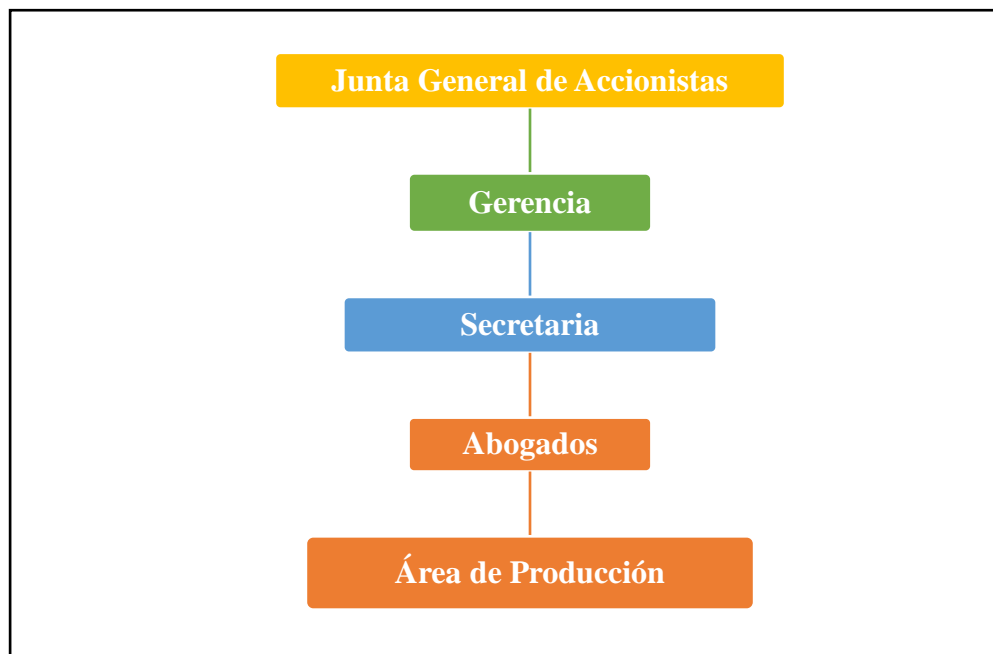 Junta General de Accionistas
Gerencia
Secretaria
Abogados
Área de Producción